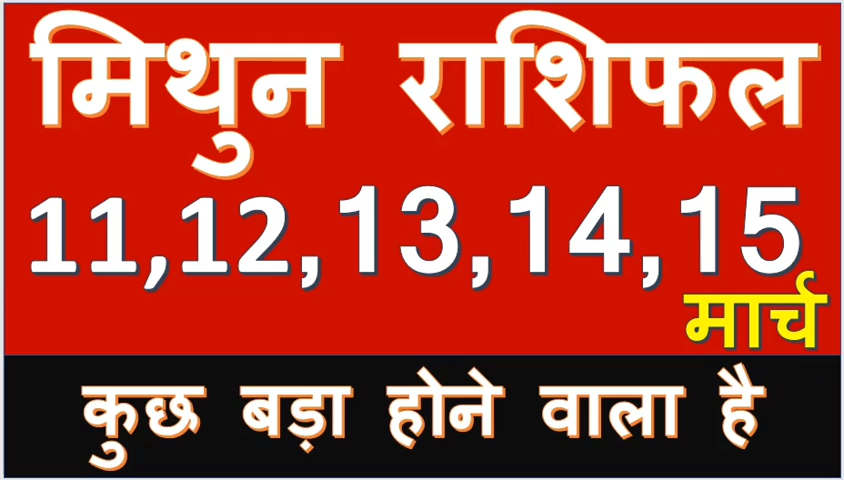 मिथुन राशिफल
11,12,13,14,15
मार्च
कुछ बड़ा होने वाला है